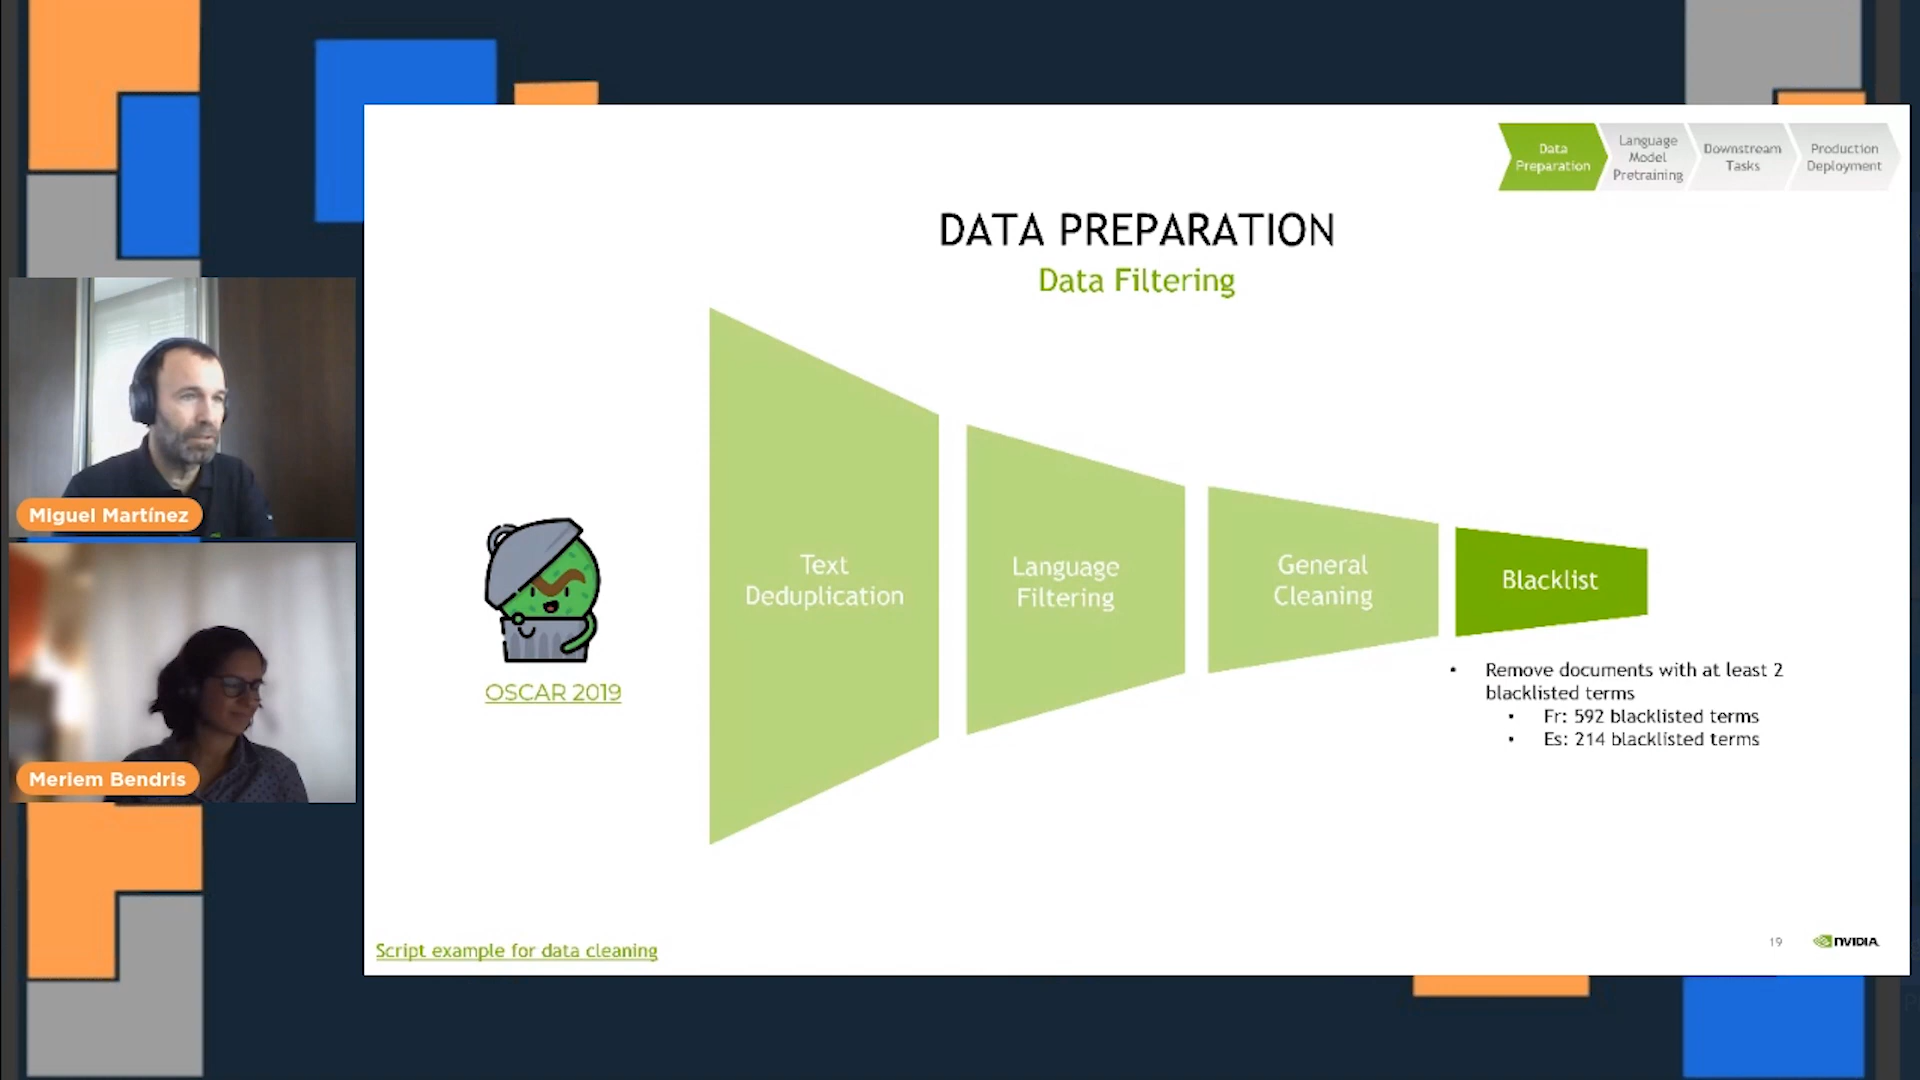 Data
Preparation
Language
Model
Pretraining
Downstream
Tasks
Production
Deployment
DATA PREPARATION
Data Filtering
Text
Deduplication
Language
Filtering
General
Cleaning
Blacklist
OSCAR 2019
• Remove documents with at least 2
blacklisted terms
• Fr: 592 blacklisted terms
• Es: 214 blacklisted terms
Miguel Martínez
Meriem Bendris
Script example for data cleaning
19
NVIDIA